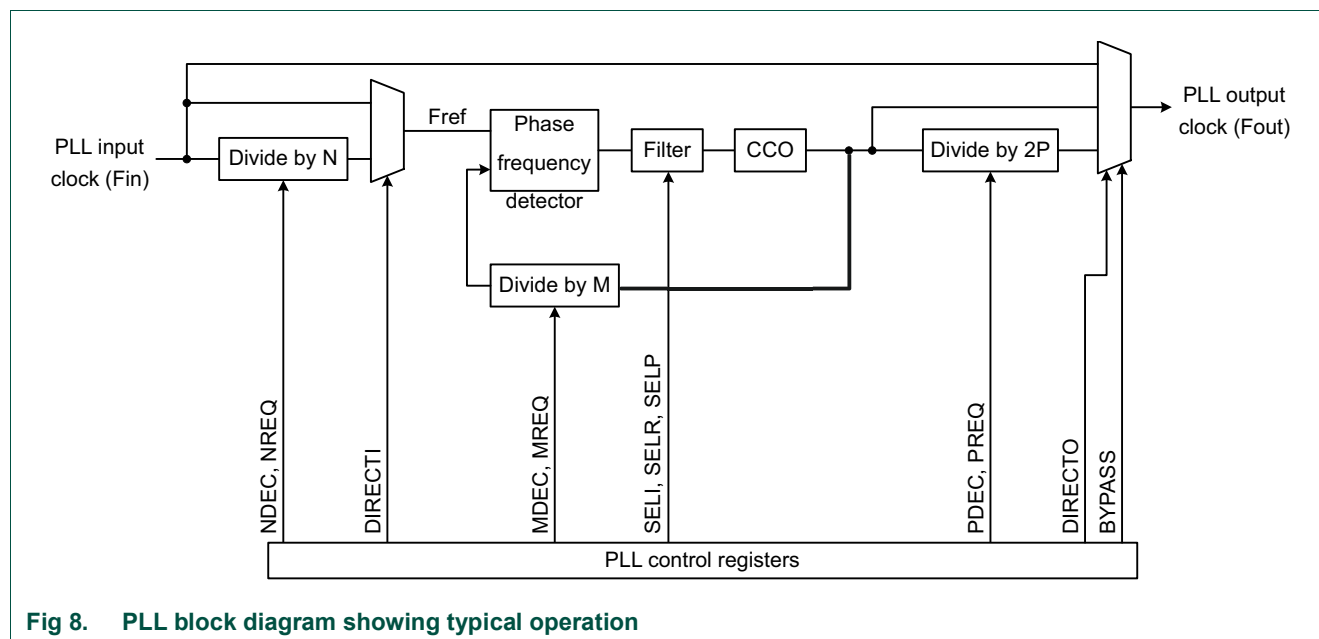 PLL input
clock (Fin)
Divide by N
Fref
Phase
frequency
detector
Filter
CCO
Divide by 2P
PLL output
clock (Fout)
Divide by M
NDEC, NREQ
DIRECTI
MDEC, MREQ
SELI, SELR, SELP
PDEC, PREQ
DIRECTO
BYPASS
PLL control registers
Fig 8. PLL block diagram showing typical operation